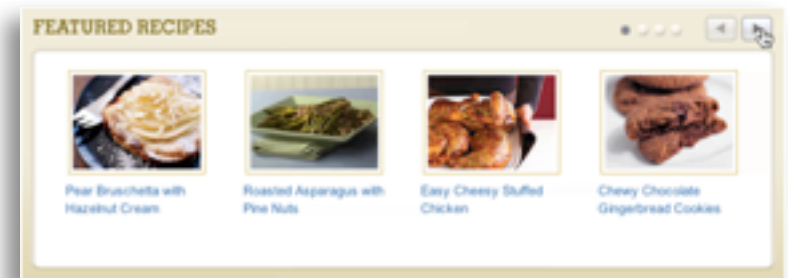 FEATURED RECIPES
Pear Bruschetta with
Hazelnut Cream
Roasted Asparagus with
Pine Nuts
Easy Cheesy Stuffed
Chicken
Chewy Chocolate
Gingerbread Cookies